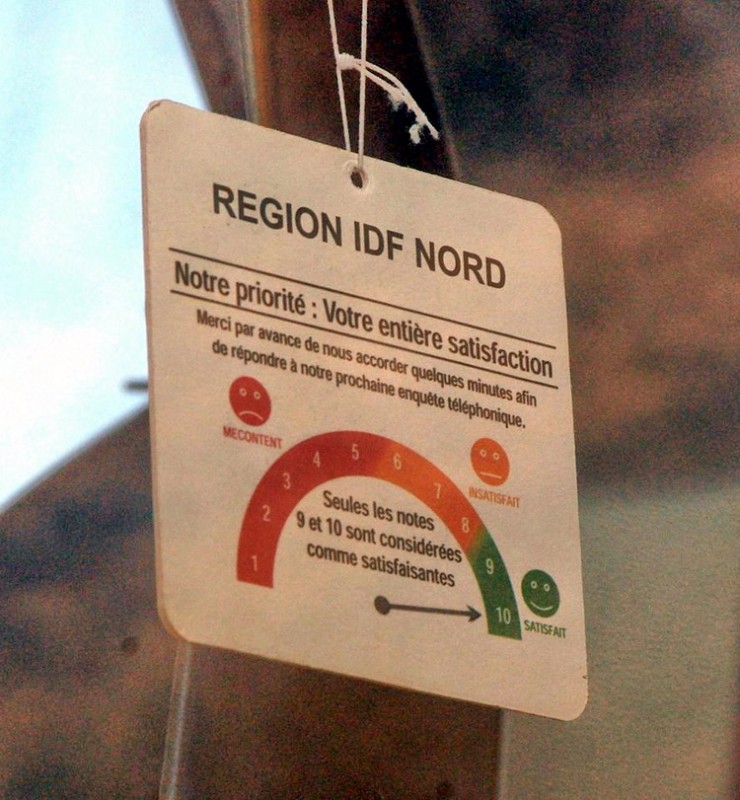 REGION IDF NORD
Notre priorité : Votre entière satisfaction
Merci par avance de nous accorder quelques minutes afin
de répondre à notre prochaine enquête téléphonique.
MECONTENT
INSATISFAIT
1 2 3 4 5 6 7 8 9 10
Seules les notes
9 et 10 sont considérées
comme satisfaisantes
SATISFAIT